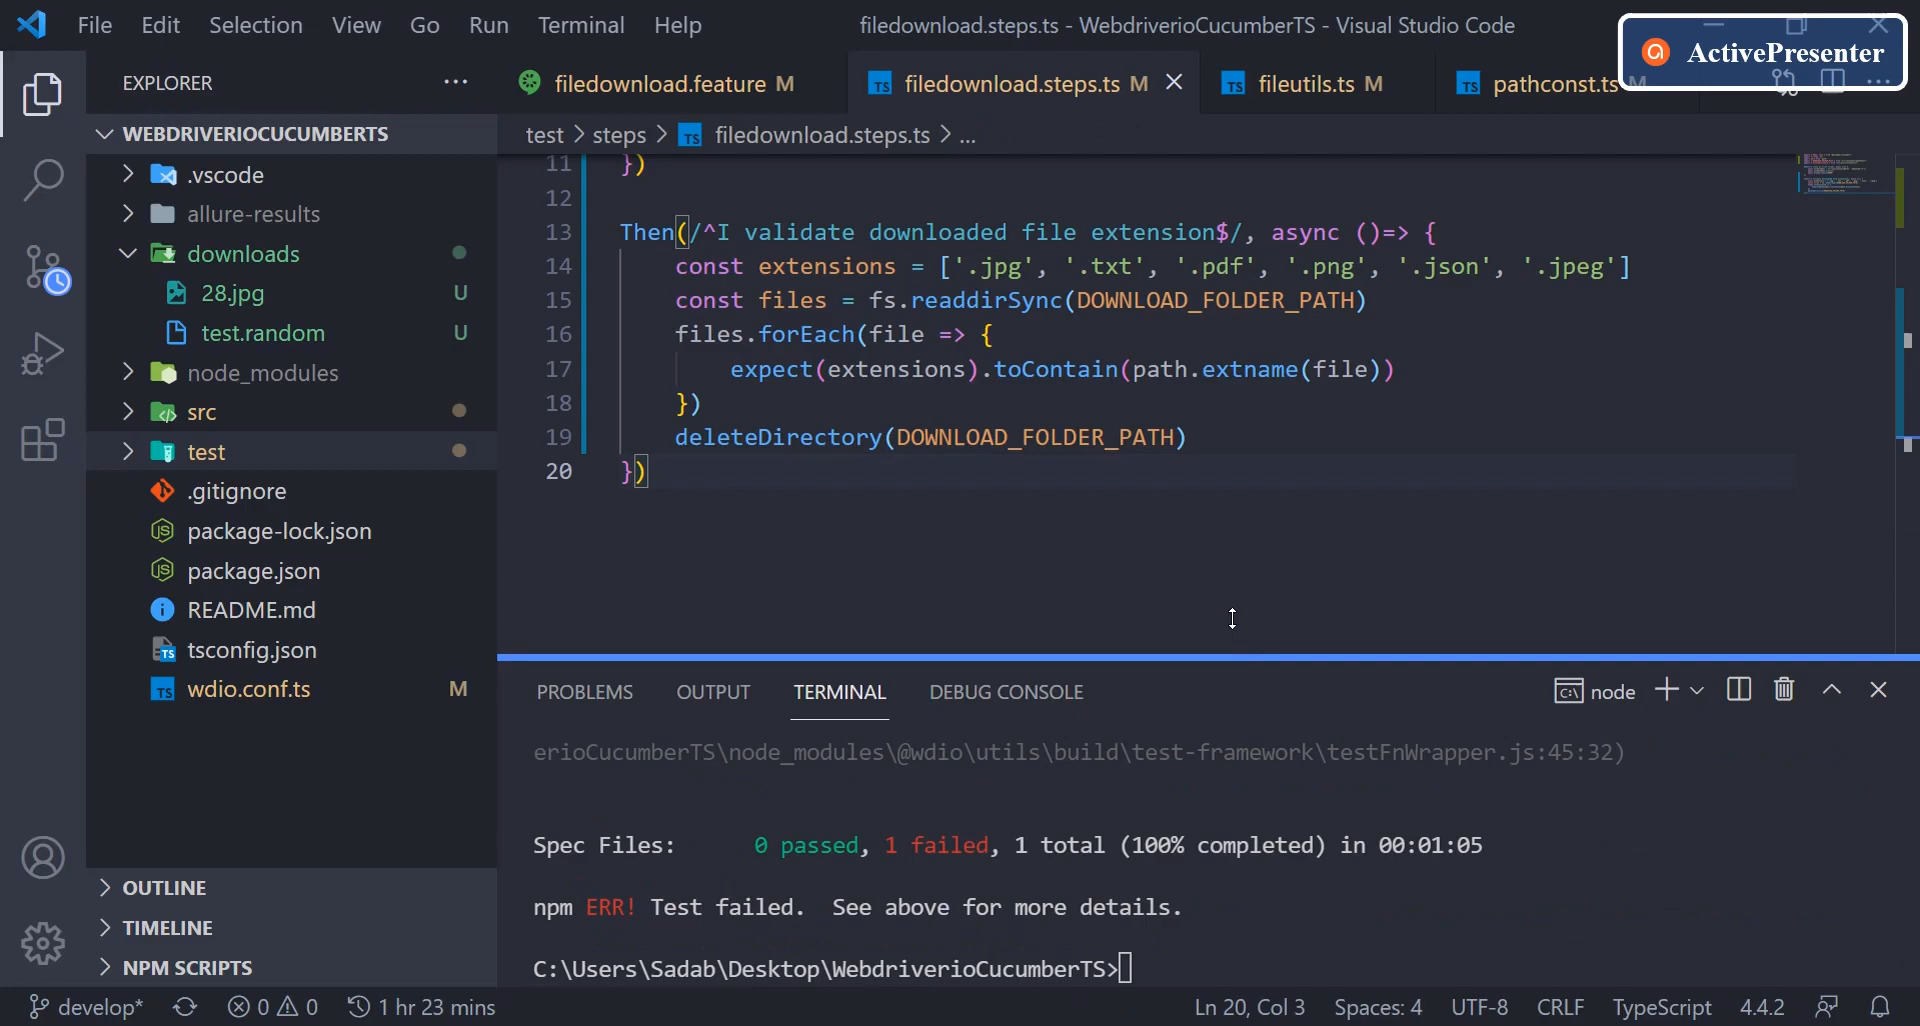 File Edit Selection View Go Run Terminal Help
filedownload.steps.ts - WebdriverioCucumberTS - Visual Studio Code
ActivePresenter
EXPLORER ...
filedownload.feature M
TS filedownload.steps.ts M
TS fileutils.ts M
TS pathconst.ts M
WEBDRIVERIOCUCUMBERTS
test > steps > TS filedownload.steps.ts > ...
.vscode
allure-results
downloads
28.jpg U
test.random U
node_modules
src
test
.gitignore
package-lock.json
package.json
README.md
tsconfig.json
TS wdio.conf.ts M
OUTLINE
TIMELINE
NPM SCRIPTS
11 })
12
13 Then(/^I validate downloaded file extension$/, async ()=> {
14 const extensions = ['.jpg', '.txt', '.pdf', '.png', '.json', '.jpeg']
15 const files = fs.readdirSync(DOWNLOAD_FOLDER_PATH)
16 files.forEach(file => {
17 expect(extensions).toContain(path.extname(file))
18 })
19 deleteDirectory(DOWNLOAD_FOLDER_PATH)
20 })
PROBLEMS OUTPUT TERMINAL DEBUG CONSOLE
node
erioCucumberTS\node_modules\@wdio\utils\build\test-framework\testFnWrapper.js:45:32)
Spec Files: 0 passed, 1 failed, 1 total (100% completed) in 00:01:05
npm ERR! Test failed. See above for more details.
C:\Users\Sadab\Desktop\WebdriverioCucumberTS>
develop* 0 0 1 hr 23 mins
Ln 20, Col 3 Spaces: 4 UTF-8 CRLF TypeScript 4.4.2